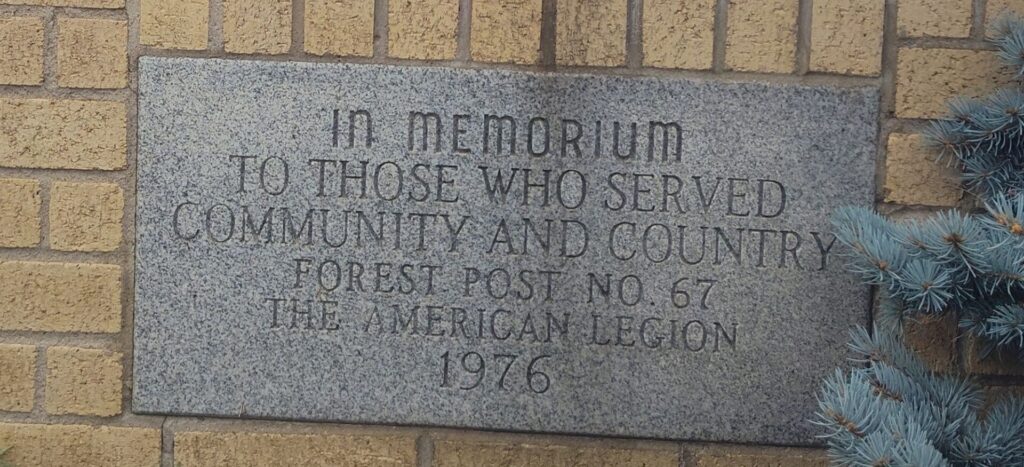 In MEMORIUM
TO THOSE WHO SERVED
COMMUNITY AND COUNTRY
FOREST POST NO. 67
THE AMERICAN LEGION
1976